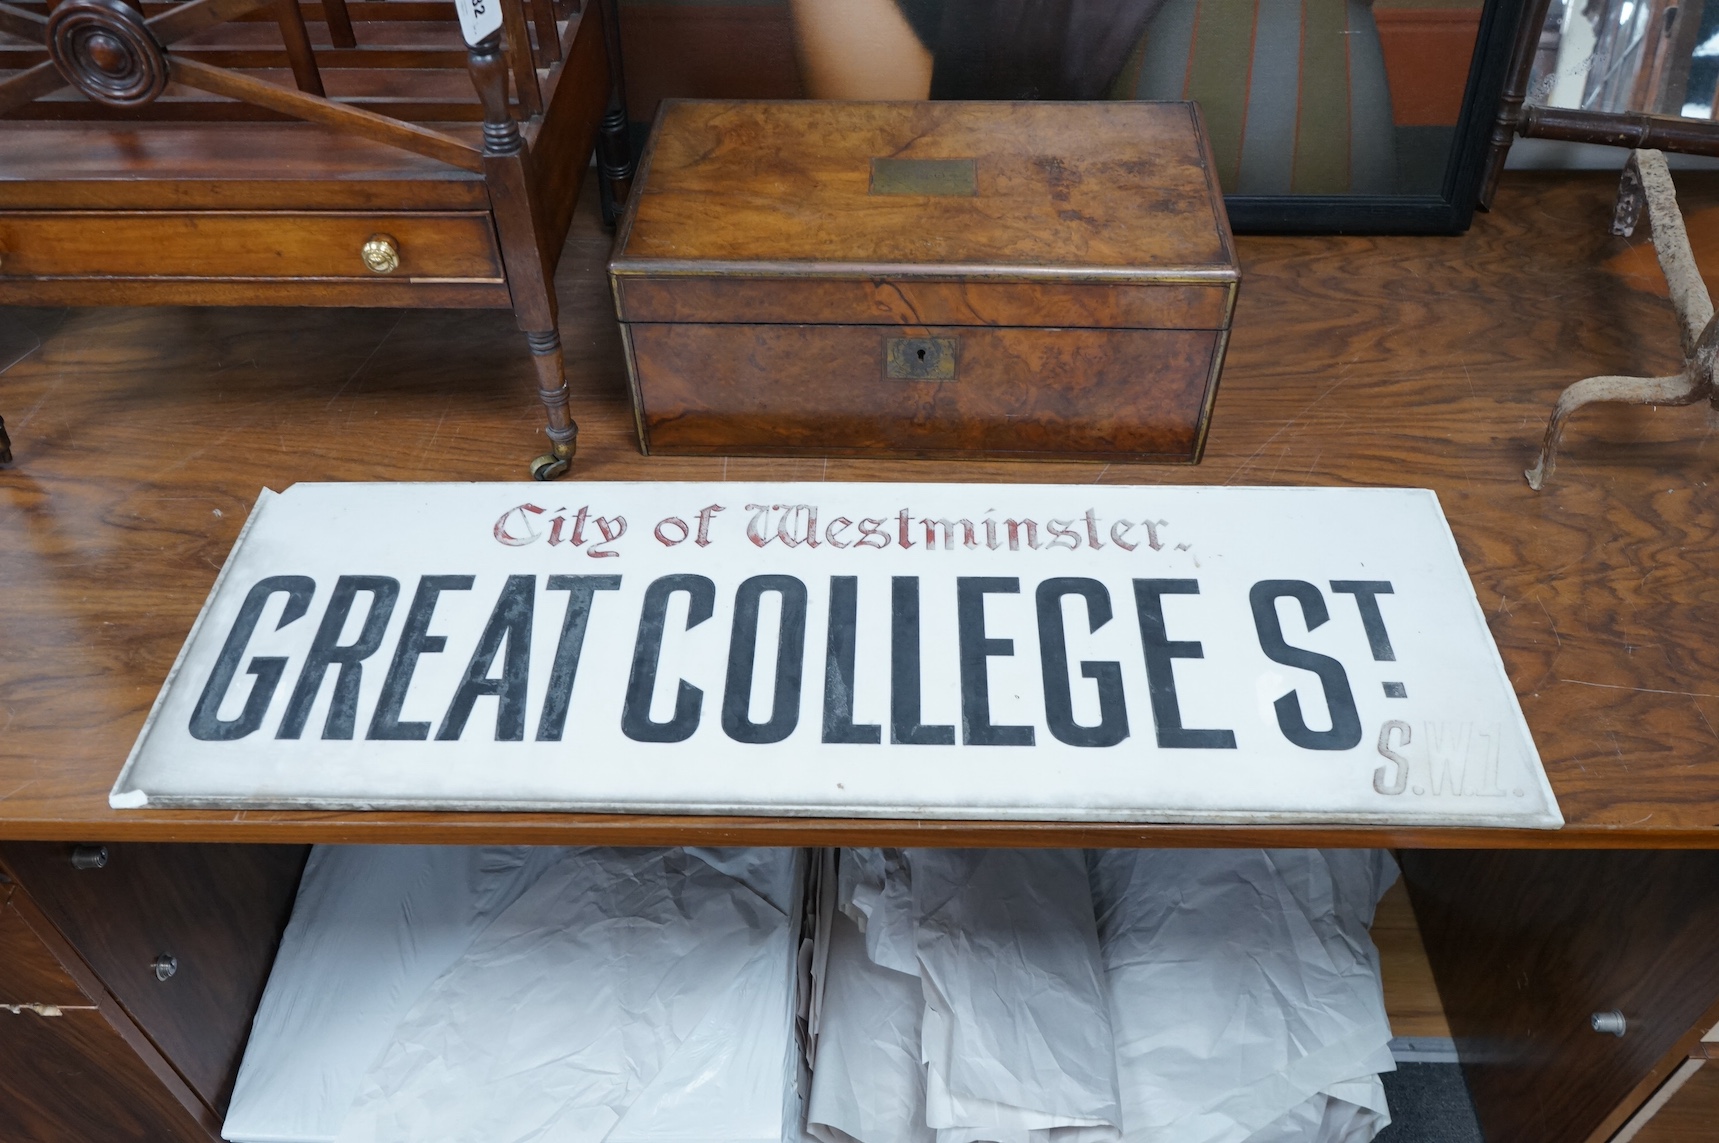 City of Westminster.
GREAT COLLEGE ST.
S.W.1.